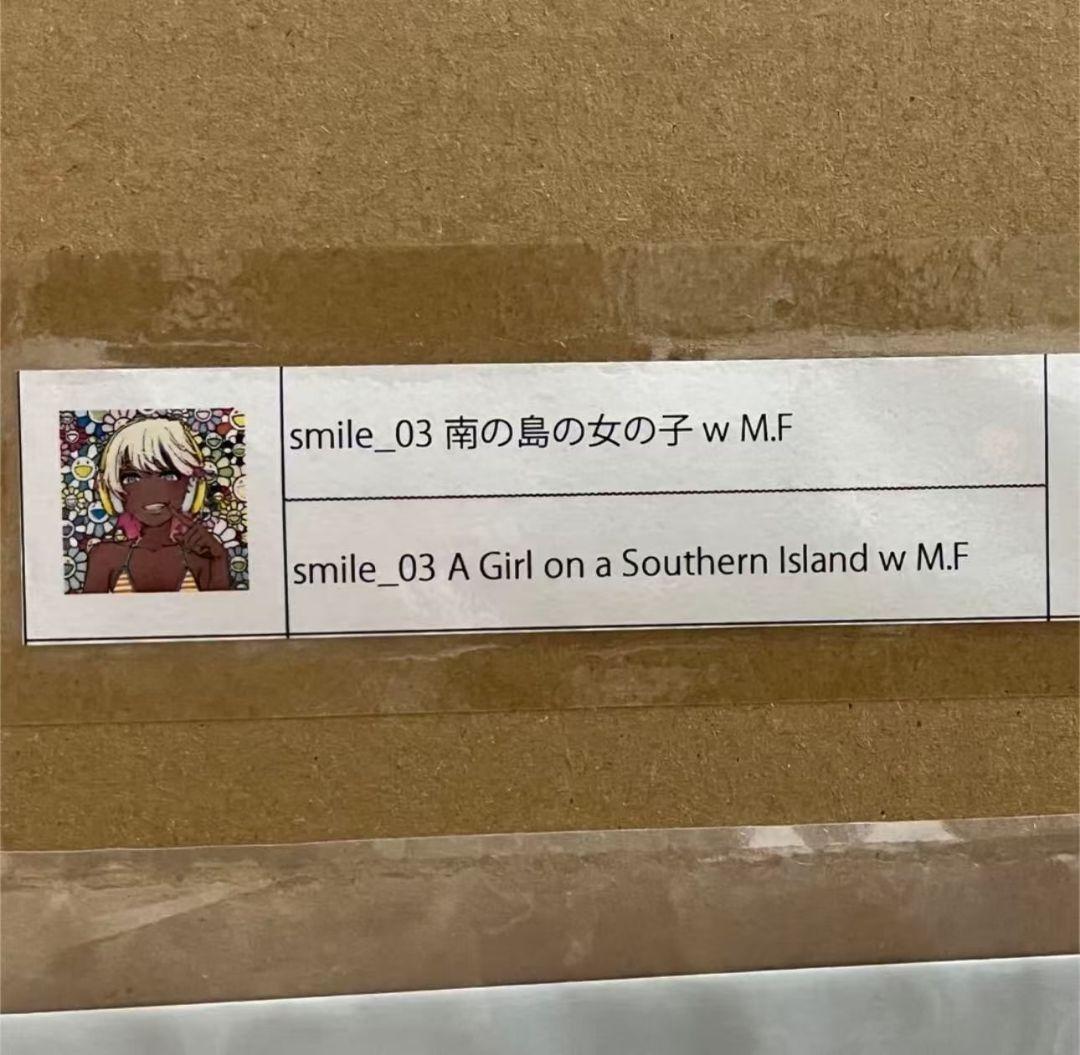 smile_03 南の島の女の子 w M.F
smile_03 A Girl on a Southern Island w M.F